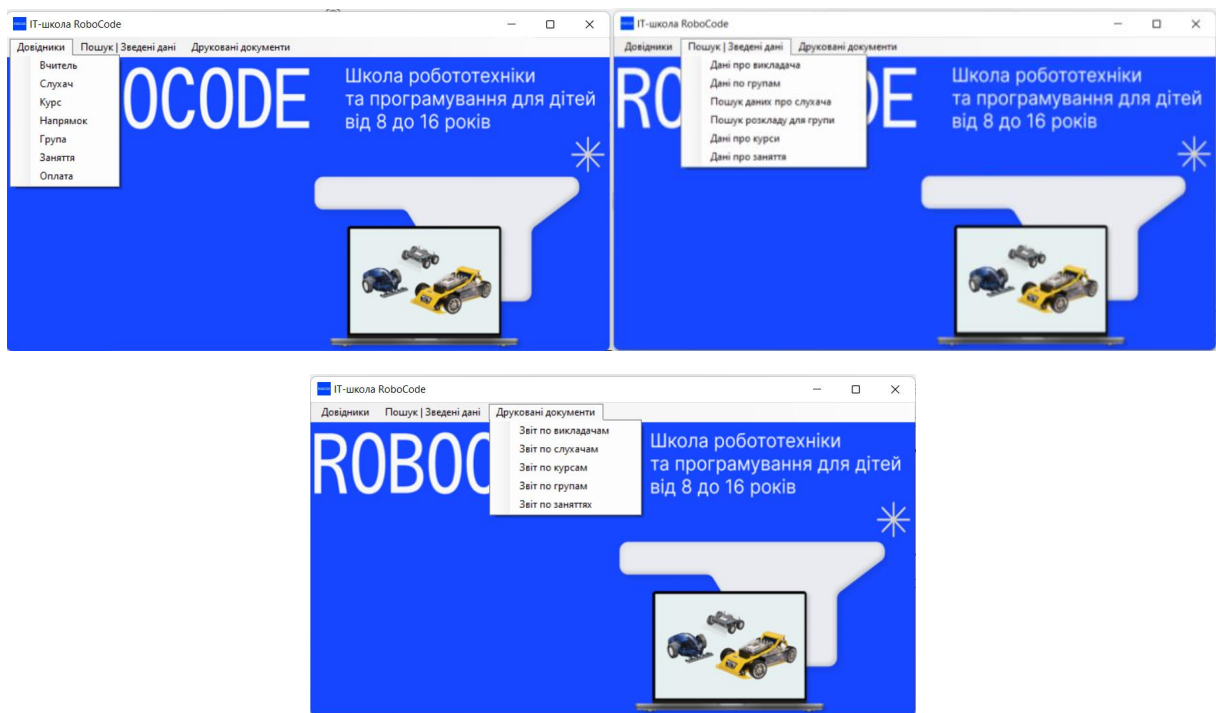 ІТ-школа RoboCode
Довідники Пошук | Зведені дані Друковані документи
Вчитель
Слухач
Курс
Напрямок
Група
Заняття
Оплата
OCODE
Школа робототехніки
та програмування для дітей
від 8 до 16 років
ІТ-школа RoboCode
Довідники Пошук | Зведені дані Друковані документи
Дані про викладача
Дані по групам
Пошук даних про слухача
Пошук розкладу для групи
Дані про курси
Дані про заняття
RO
DE
Школа робототехніки
та програмування для дітей
від 8 до 16 років
ІТ-школа RoboCode
Довідники Пошук | Зведені дані Друковані документи
Звіт по викладачам
Звіт по слухачам
Звіт по курсам
Звіт по групам
Звіт по заняттях
ROBOC
Школа робототехніки
та програмування для дітей
від 8 до 16 років